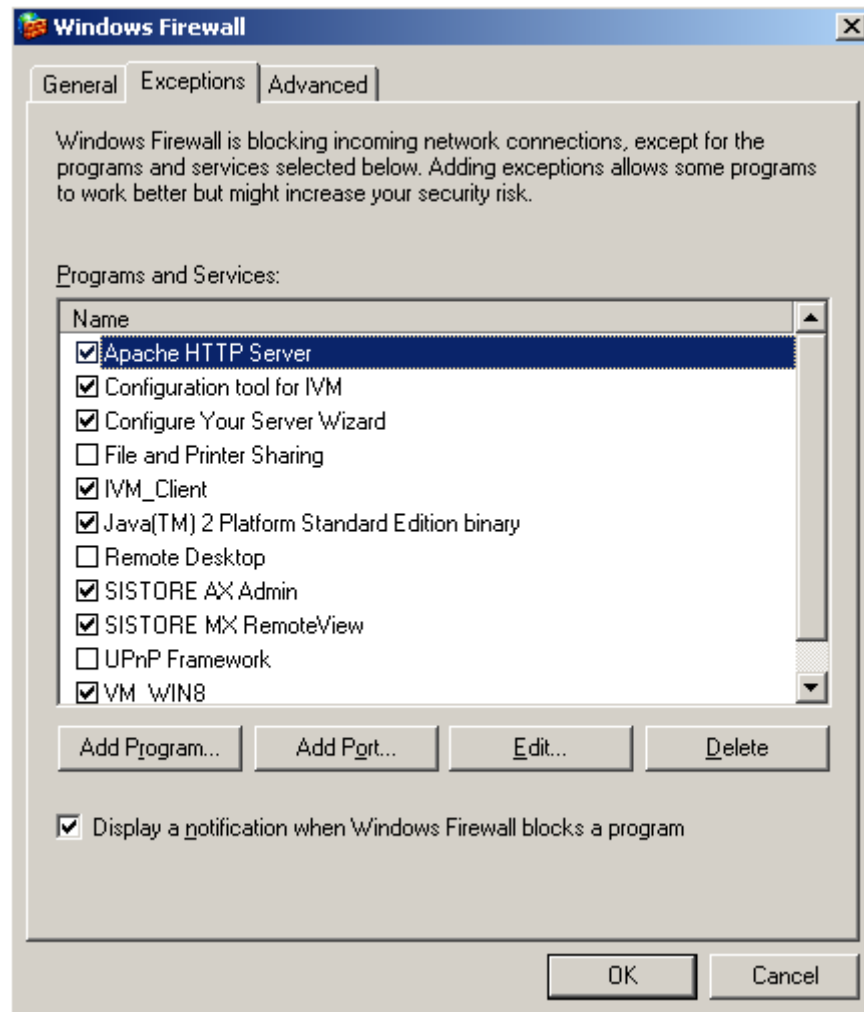 Windows Firewall
General Exceptions Advanced
Windows Firewall is blocking incoming network connections, except for the
programs and services selected below. Adding exceptions allows some programs
to work better but might increase your security risk.
Programs and Services:
Name
Apache HTTP Server
Configuration tool for IVM
Configure Your Server Wizard
File and Printer Sharing
IVM_Client
Java(TM) 2 Platform Standard Edition binary
Remote Desktop
SISTORE AX Admin
SISTORE MX RemoteView
UPnP Framework
VM_WIN8
Add Program... Add Port... Edit... Delete
Display a notification when Windows Firewall blocks a program
OK Cancel